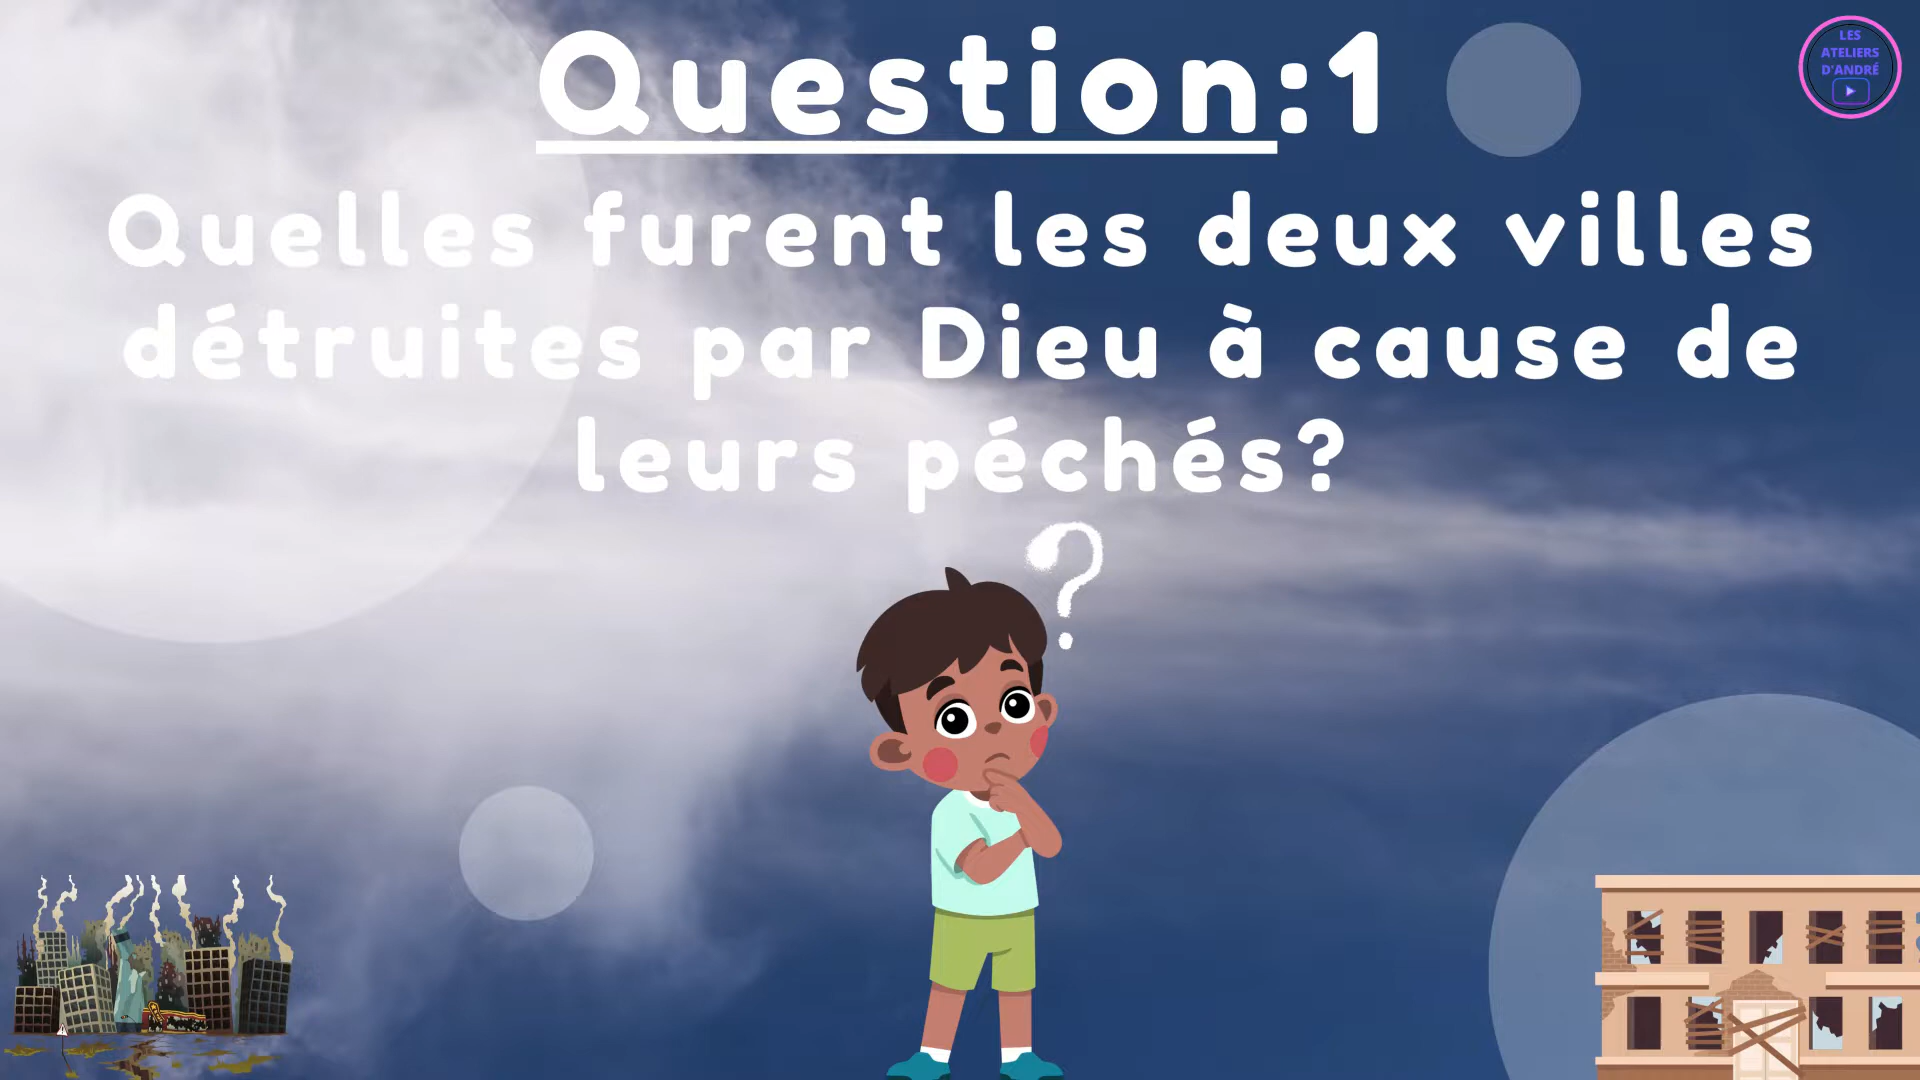 Question:1
LES
ATELIERS
D'ANDRÉ
Quelles furent les deux villes
détruites par Dieu à cause de
leurs péchés?
?